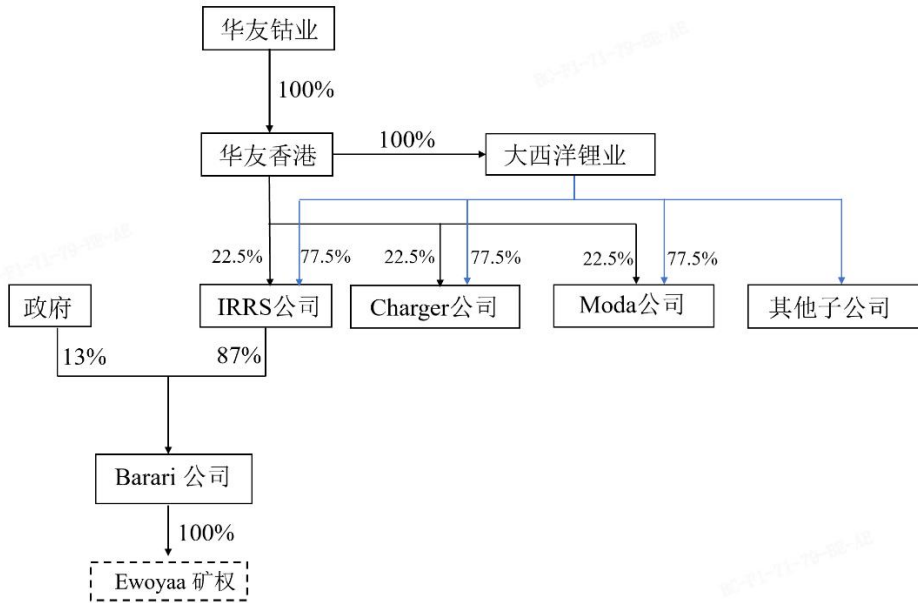 华友钴业
100%
华友香港
100%
大西洋锂业
22.5%
77.5%
22.5%
77.5%
22.5%
77.5%
政府
IRRS公司
Charger公司
Moda公司
其他子公司
13%
87%
Barari 公司
100%
Ewoyaa 矿权